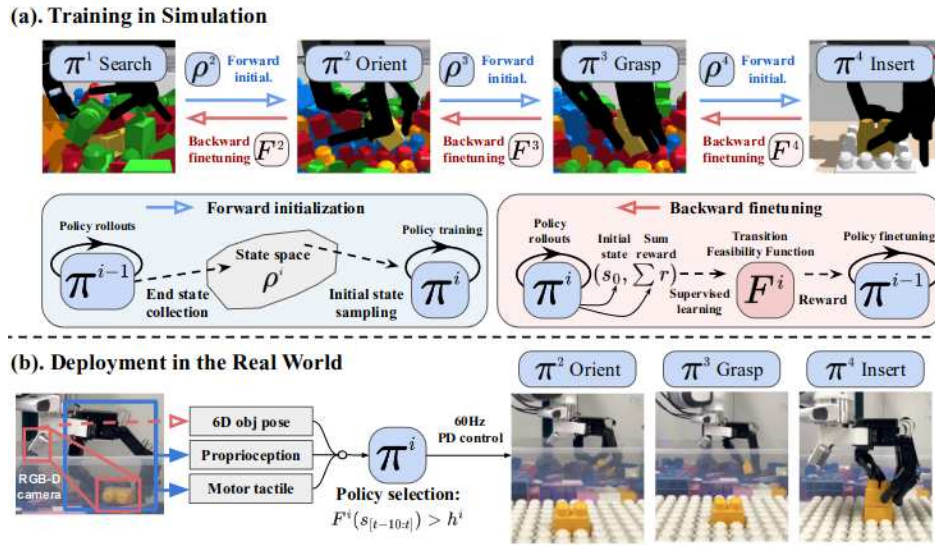 (a). Training in Simulation
π¹ Search
ρ² Forward initial.
Backward finetuning F²
π² Orient
ρ³ Forward initial.
Backward finetuning F³
π³ Grasp
ρ⁴ Forward initial.
Backward finetuning F⁴
π⁴ Insert
Forward initialization
Policy rollouts
πⁱ⁻¹
End state
collection
State space
ρⁱ
Initial state
sampling
Policy training
πⁱ
Backward finetuning
Policy
rollouts
πⁱ
Initial
state
Sum
reward
(s₀, ∑ r)
Supervised
learning
Transition
Feasibility Function
Fⁱ
Reward
Policy finetuning
πⁱ⁻¹
(b). Deployment in the Real World
RGB-D
camera
6D obj pose
Proprioception
Motor tactile
πⁱ
Policy selection:
Fⁱ(s[t−10:t]) > hⁱ
60Hz
PD control
π² Orient
π³ Grasp
π⁴ Insert